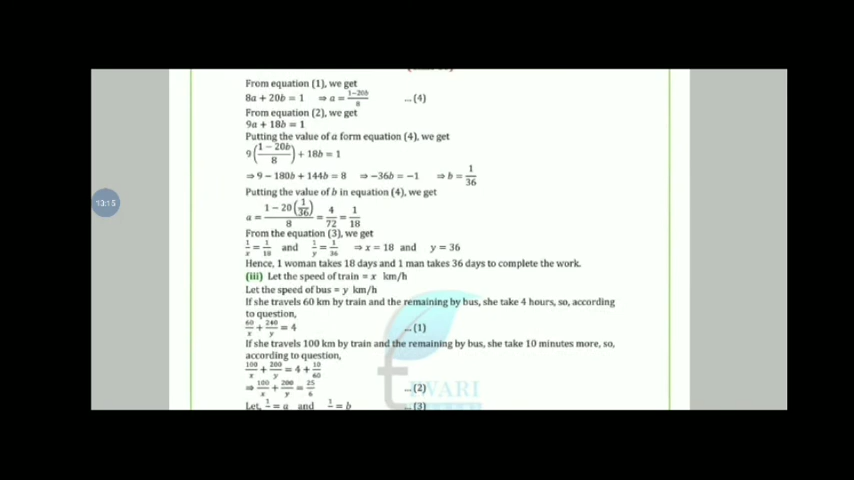 From equation (1), we get
8a + 20b = 1 ⇒ a = (1−20b)/8 ...(4)
From equation (2), we get
9a + 18b = 1
Putting the value of a form equation (4), we get
9((1 − 20b)/8) + 18b = 1
⇒ 9 − 180b + 144b = 8 ⇒ −36b = −1 ⇒ b = 1/36
Putting the value of b in equation (4), we get
a = (1 − 20(1/36))/8 = 4/72 = 1/18
From the equation (3), we get
1/x = 1/18 and 1/y = 1/36 ⇒ x = 18 and y = 36
Hence, 1 woman takes 18 days and 1 man takes 36 days to complete the work.
(iii) Let the speed of train = x km/h
Let the speed of bus = y km/h
If she travels 60 km by train and the remaining by bus, she take 4 hours, so, according
to question,
60/x + 240/y = 4 ...(1)
If she travels 100 km by train and the remaining by bus, she take 10 minutes more, so,
according to question,
100/x + 200/y = 4 + 10/60
⇒ 100/x + 200/y = 25/6 ...(2)
Let, 1/ = a and 1/ = b ...(3)
13:15
IWARI